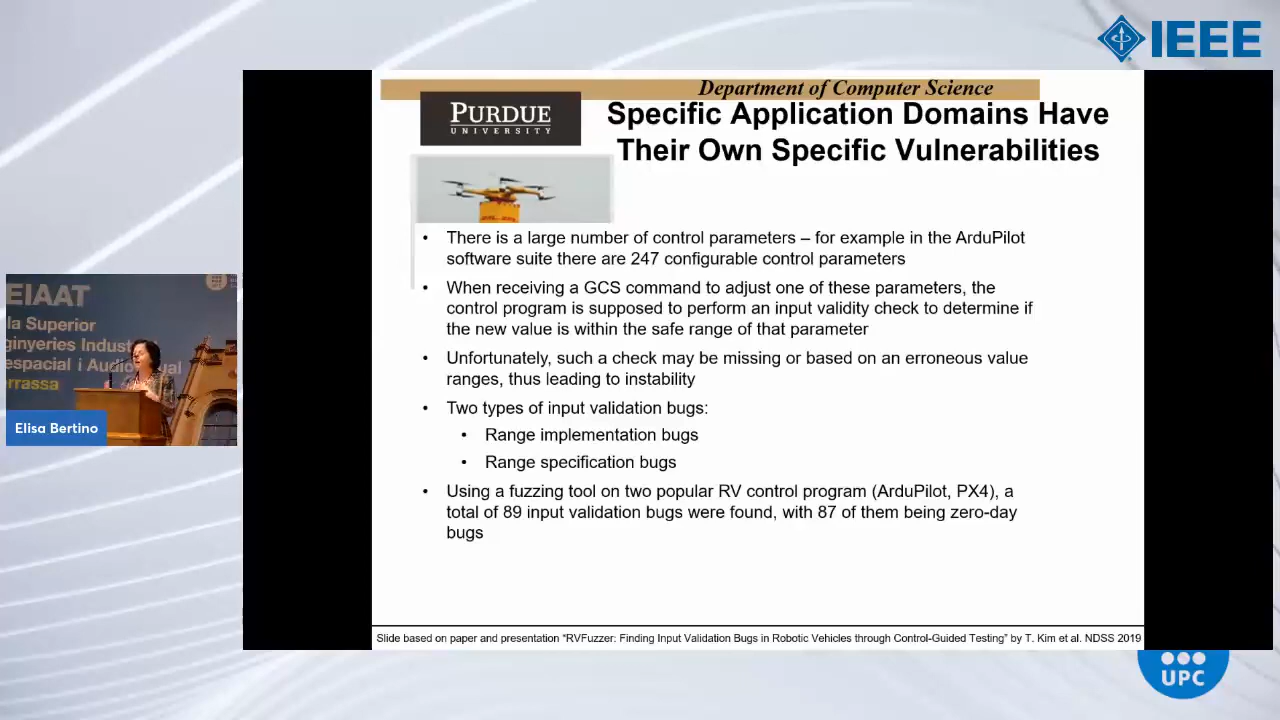 IEEE
Department of Computer Science
PURDUE
UNIVERSITY
Specific Application Domains Have
Their Own Specific Vulnerabilities
• There is a large number of control parameters – for example in the ArduPilot
software suite there are 247 configurable control parameters
• When receiving a GCS command to adjust one of these parameters, the
control program is supposed to perform an input validity check to determine if
the new value is within the safe range of that parameter
• Unfortunately, such a check may be missing or based on an erroneous value
ranges, thus leading to instability
• Two types of input validation bugs:
• Range implementation bugs
• Range specification bugs
• Using a fuzzing tool on two popular RV control program (ArduPilot, PX4), a
total of 89 input validation bugs were found, with 87 of them being zero-day
bugs
Slide based on paper and presentation “RVFuzzer: Finding Input Validation Bugs in Robotic Vehicles through Control-Guided Testing” by T. Kim et al. NDSS 2019
EIAAT
la Superior
ginyeries Indust
espacial i Audio ual
rrassa
Elisa Bertino
UPC